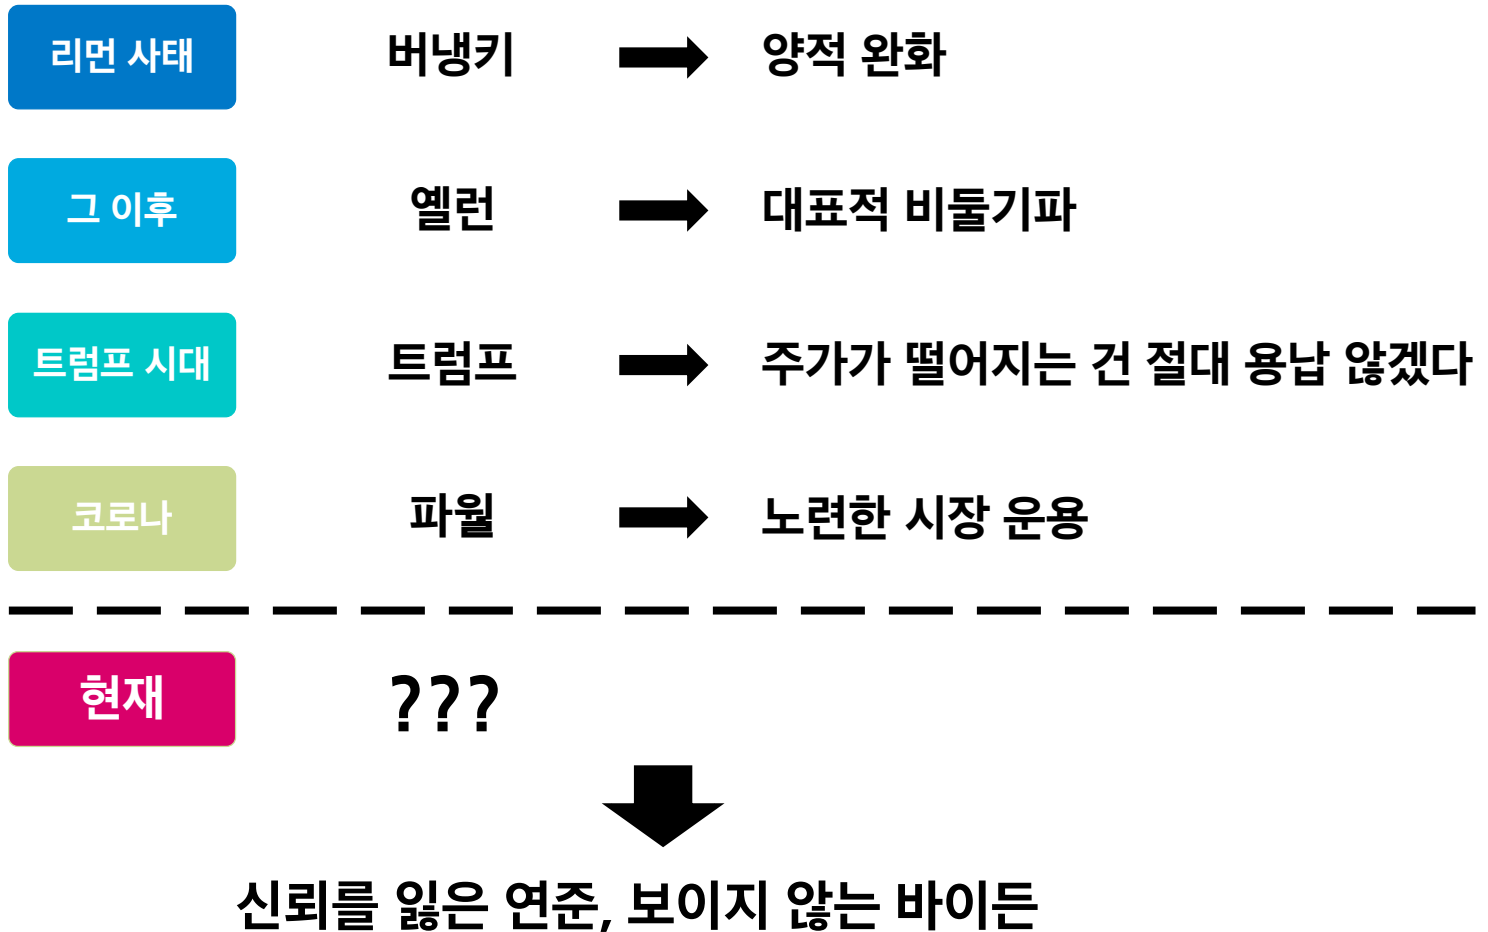 리먼 사태 버냉키 양적 완화
그 이후 옐런 대표적 비둘기파
트럼프 시대 트럼프 주가가 떨어지는 건 절대 용납 않겠다
코로나 파월 노련한 시장 운용
현재 ???
신뢰를 잃은 연준, 보이지 않는 바이든